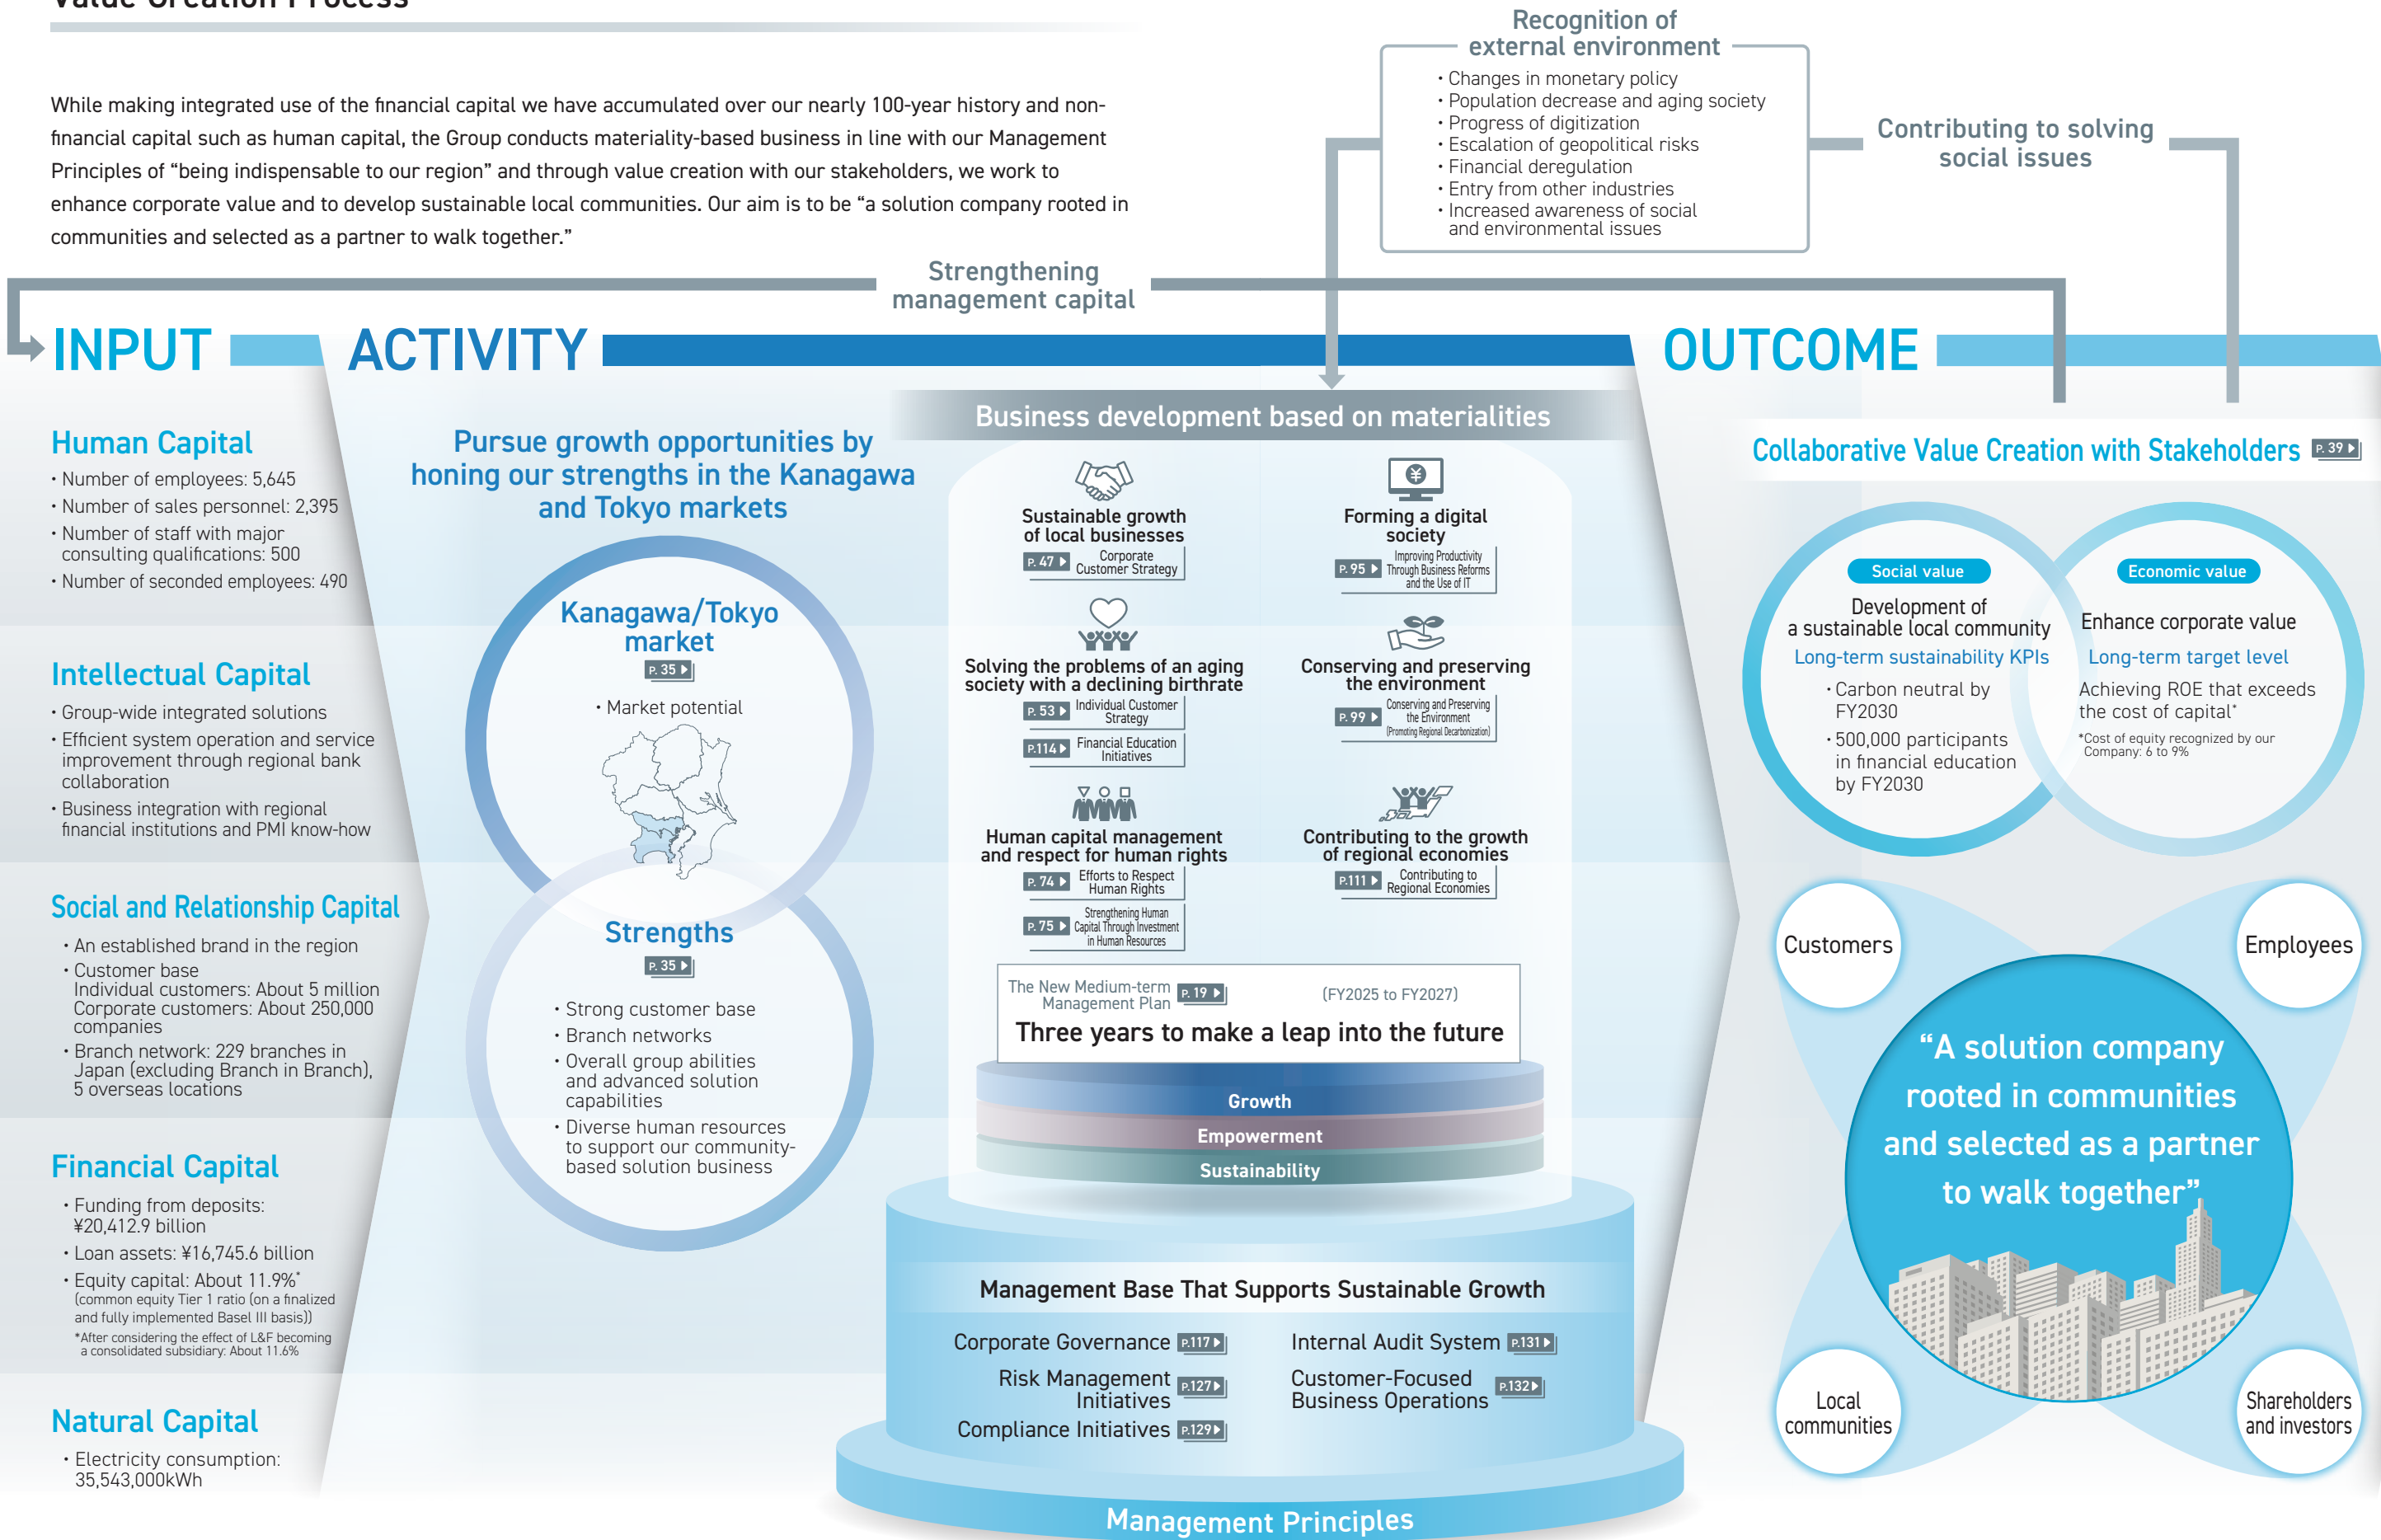 Value Creation Process
While making integrated use of the financial capital we have accumulated over our nearly 100-year history and non-
financial capital such as human capital, the Group conducts materiality-based business in line with our Management
Principles of “being indispensable to our region” and through value creation with our stakeholders, we work to
enhance corporate value and to develop sustainable local communities. Our aim is to be “a solution company rooted in
communities and selected as a partner to walk together.”
Recognition of
external environment
・Changes in monetary policy
・Population decrease and aging society
・Progress of digitization
・Escalation of geopolitical risks
・Financial deregulation
・Entry from other industries
・Increased awareness of social
and environmental issues
Contributing to solving
social issues
Strengthening
management capital
INPUT
Human Capital
・Number of employees: 5,645
・Number of sales personnel: 2,395
・Number of staff with major
consulting qualifications: 500
・Number of seconded employees: 490
Intellectual Capital
・Group-wide integrated solutions
・Efficient system operation and service
improvement through regional bank
collaboration
・Business integration with regional
financial institutions and PMI know-how
Social and Relationship Capital
・An established brand in the region
・Customer base
Individual customers: About 5 million
Corporate customers: About 250,000
companies
・Branch network: 229 branches in
Japan (excluding Branch in Branch),
5 overseas locations
Financial Capital
・Funding from deposits:
¥20,412.9 billion
・Loan assets: ¥16,745.6 billion
・Equity capital: About 11.9%*
(common equity Tier 1 ratio (on a finalized
and fully implemented Basel III basis))
*After considering the effect of L&F becoming
a consolidated subsidiary: About 11.6%
Natural Capital
・Electricity consumption:
35,543,000kWh
ACTIVITY
Pursue growth opportunities by
honing our strengths in the Kanagawa
and Tokyo markets
Kanagawa/Tokyo
market
P. 35
・Market potential
Strengths
P. 35
・Strong customer base
・Branch networks
・Overall group abilities
and advanced solution
capabilities
・Diverse human resources
to support our community-
based solution business
Business development based on materialities
Sustainable growth
of local businesses
P. 47 Corporate
Customer Strategy
Forming a digital
society
P. 95 Improving Productivity
Through Business Reforms
and the Use of IT
Solving the problems of an aging
society with a declining birthrate
P. 53 Individual Customer
Strategy
P.114 Financial Education
Initiatives
Conserving and preserving
the environment
P. 99 Conserving and Preserving
the Environment
(Promoting Regional Decarbonization)
Human capital management
and respect for human rights
P. 74 Efforts to Respect
Human Rights
P. 75 Strengthening Human
Capital Through Investment
in Human Resources
Contributing to the growth
of regional economies
P.111 Contributing to
Regional Economies
The New Medium-term
Management Plan P. 19 (FY2025 to FY2027)
Three years to make a leap into the future
Growth
Empowerment
Sustainability
Management Base That Supports Sustainable Growth
Corporate Governance P.117
Risk Management
Initiatives P.127
Compliance Initiatives P.129
Internal Audit System P.131
Customer-Focused
Business Operations P.132
Management Principles
OUTCOME
Collaborative Value Creation with Stakeholders P. 39
Social value
Development of
a sustainable local community
Long-term sustainability KPIs
・Carbon neutral by
FY2030
・500,000 participants
in financial education
by FY2030
Economic value
Enhance corporate value
Long-term target level
Achieving ROE that exceeds
the cost of capital*
*Cost of equity recognized by our
Company: 6 to 9%
Customers
Employees
“A solution company
rooted in communities
and selected as a partner
to walk together”
Local
communities
Shareholders
and investors